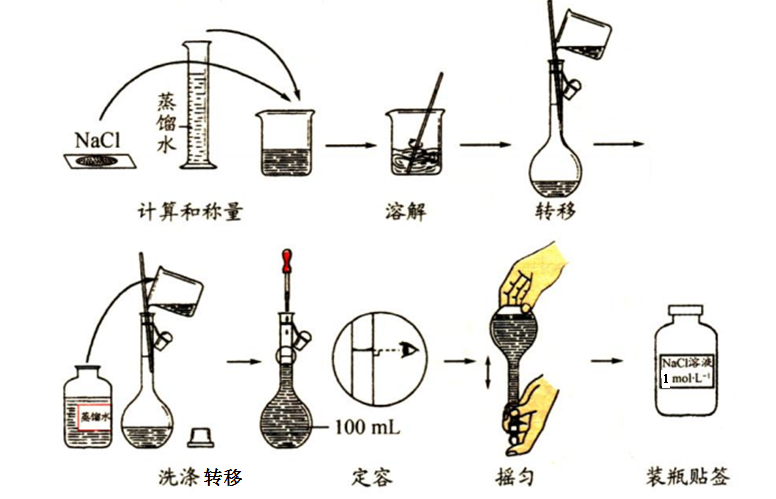 NaCl
蒸馏水
计算和称量
溶解
转移
蒸馏水
洗涤转移
100 mL
定容
摇匀
NaCl溶液
1 mol·L⁻¹
装瓶贴签